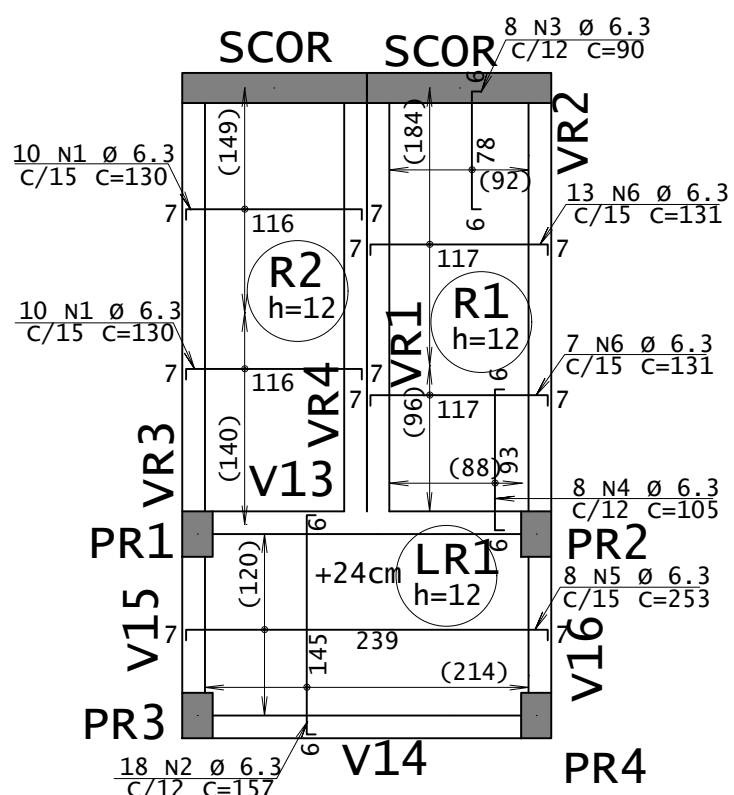 8 N3 Ø 6.3
C/12 C=90
SCOR
SCOR
6
VR2
(149)
(184)
78
10 N1 Ø 6.3
C/15 C=130
(92)
13 N6 Ø 6.3
C/15 C=131
7
116
7
6
7
117
7
R2
h=12
R1
h=12
10 N1 Ø 6.3
C/15 C=130
VR1
7 N6 Ø 6.3
C/15 C=131
6
7
116
7
VR4
117
7
(96)
(140)
VR3
V13
(88)
93
8 N4 Ø 6.3
C/12 C=105
PR1
6
6
PR2
(120)
+24cm
LR1
h=12
8 N5 Ø 6.3
C/15 C=253
V15
7
145
239
7
V16
(214)
PR3
6
V14
18 N2 Ø 6.3
C/12 C=157
PR4